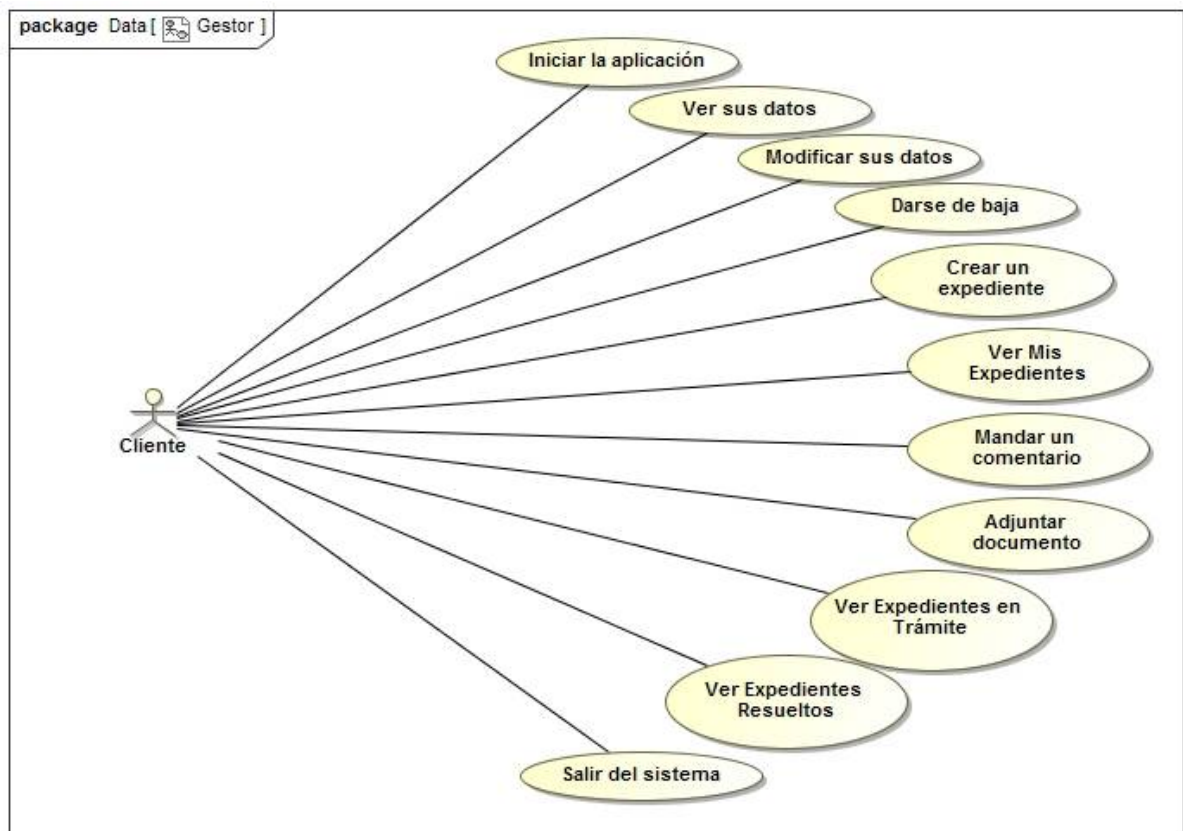 package Data [ Gestor ]
Iniciar la aplicación
Ver sus datos
Modificar sus datos
Darse de baja
Crear un
expediente
Ver Mis
Expedientes
Mandar un
comentario
Adjuntar
documento
Ver Expedientes en
Trámite
Ver Expedientes
Resueltos
Salir del sistema
Cliente